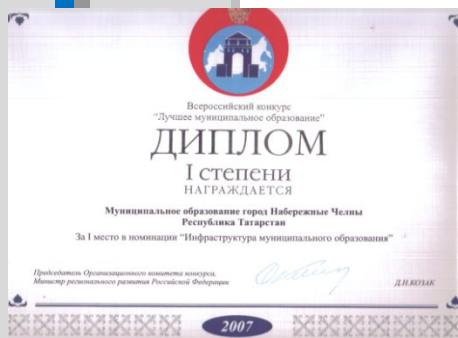 Всероссийский конкурс
"Лучшее муниципальное образование"
ДИПЛОМ
I степени
НАГРАЖДАЕТСЯ
Муниципальное образование город Набережные Челны
Республика Татарстан
За I место в номинации "Инфраструктура муниципального образования"
Председатель Организационного комитета конкурса,
Министр регионального развития Российской Федерации
Д.Н.КОЗАК
2007